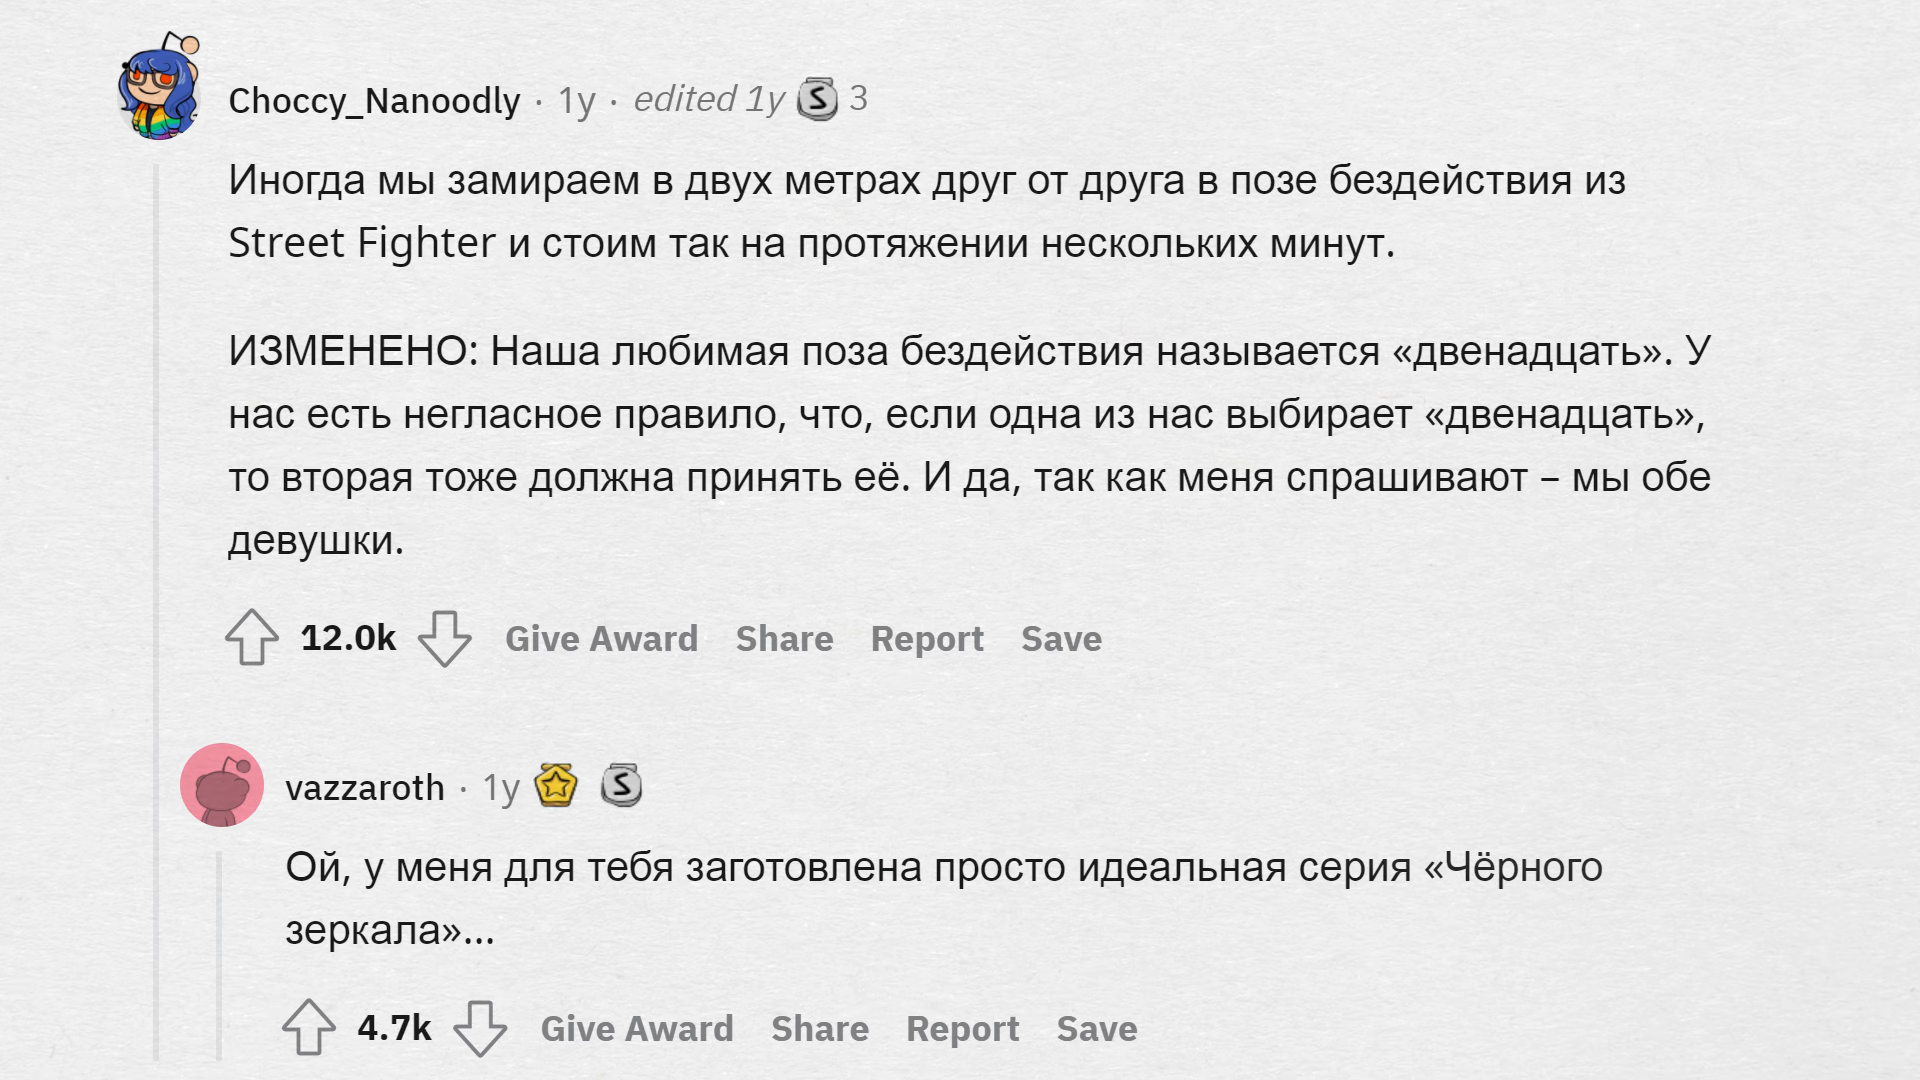 Choccy_Nanoodly · 1y · edited 1y S 3
Иногда мы замираем в двух метрах друг от друга в позе бездействия из
Street Fighter и стоим так на протяжении нескольких минут.
ИЗМЕНЕНО: Наша любимая поза бездействия называется «двенадцать». У
нас есть негласное правило, что, если одна из нас выбирает «двенадцать»,
то вторая тоже должна принять её. И да, так как меня спрашивают – мы обе
девушки.
12.0k Give Award Share Report Save
vazzaroth · 1y S
Ой, у меня для тебя заготовлена просто идеальная серия «Чёрного
зеркала»...
4.7k Give Award Share Report Save